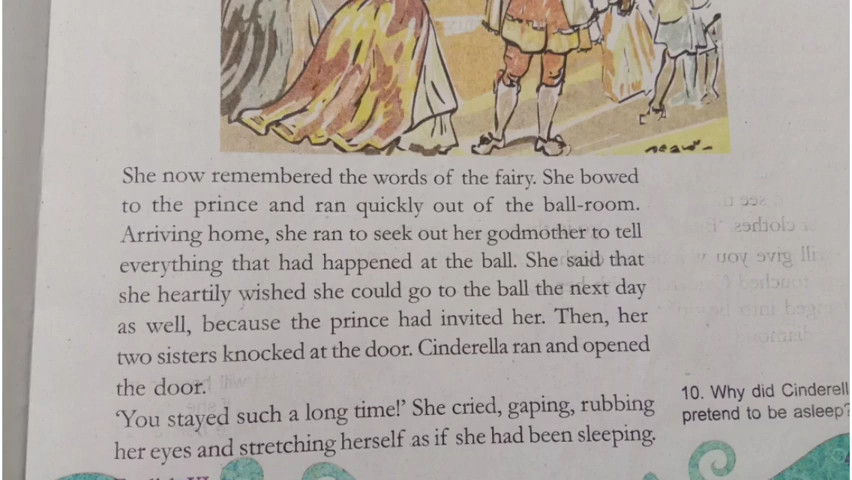 She now remembered the words of the fairy. She bowed
to the prince and ran quickly out of the ball-room.
Arriving home, she ran to seek out her godmother to tell
everything that had happened at the ball. She said that
she heartily wished she could go to the ball the next day
as well, because the prince had invited her. Then, her
two sisters knocked at the door. Cinderella ran and opened
the door.
‘You stayed such a long time!’ She cried, gaping, rubbing
her eyes and stretching herself as if she had been sleeping.
10. Why did Cinderell
pretend to be asleep?